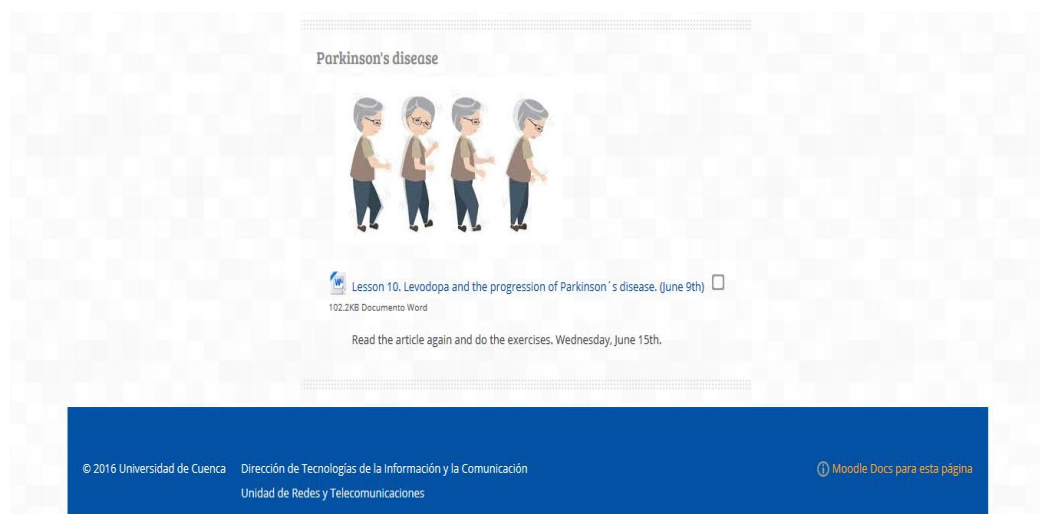 Parkinson's disease
Lesson 10. Levodopa and the progression of Parkinson´s disease. (June 9th)
102.2KB Documento Word
Read the article again and do the exercises. Wednesday, June 15th.
© 2016 Universidad de Cuenca Dirección de Tecnologías de la Información y la Comunicación
Unidad de Redes y Telecomunicaciones
Moodle Docs para esta página